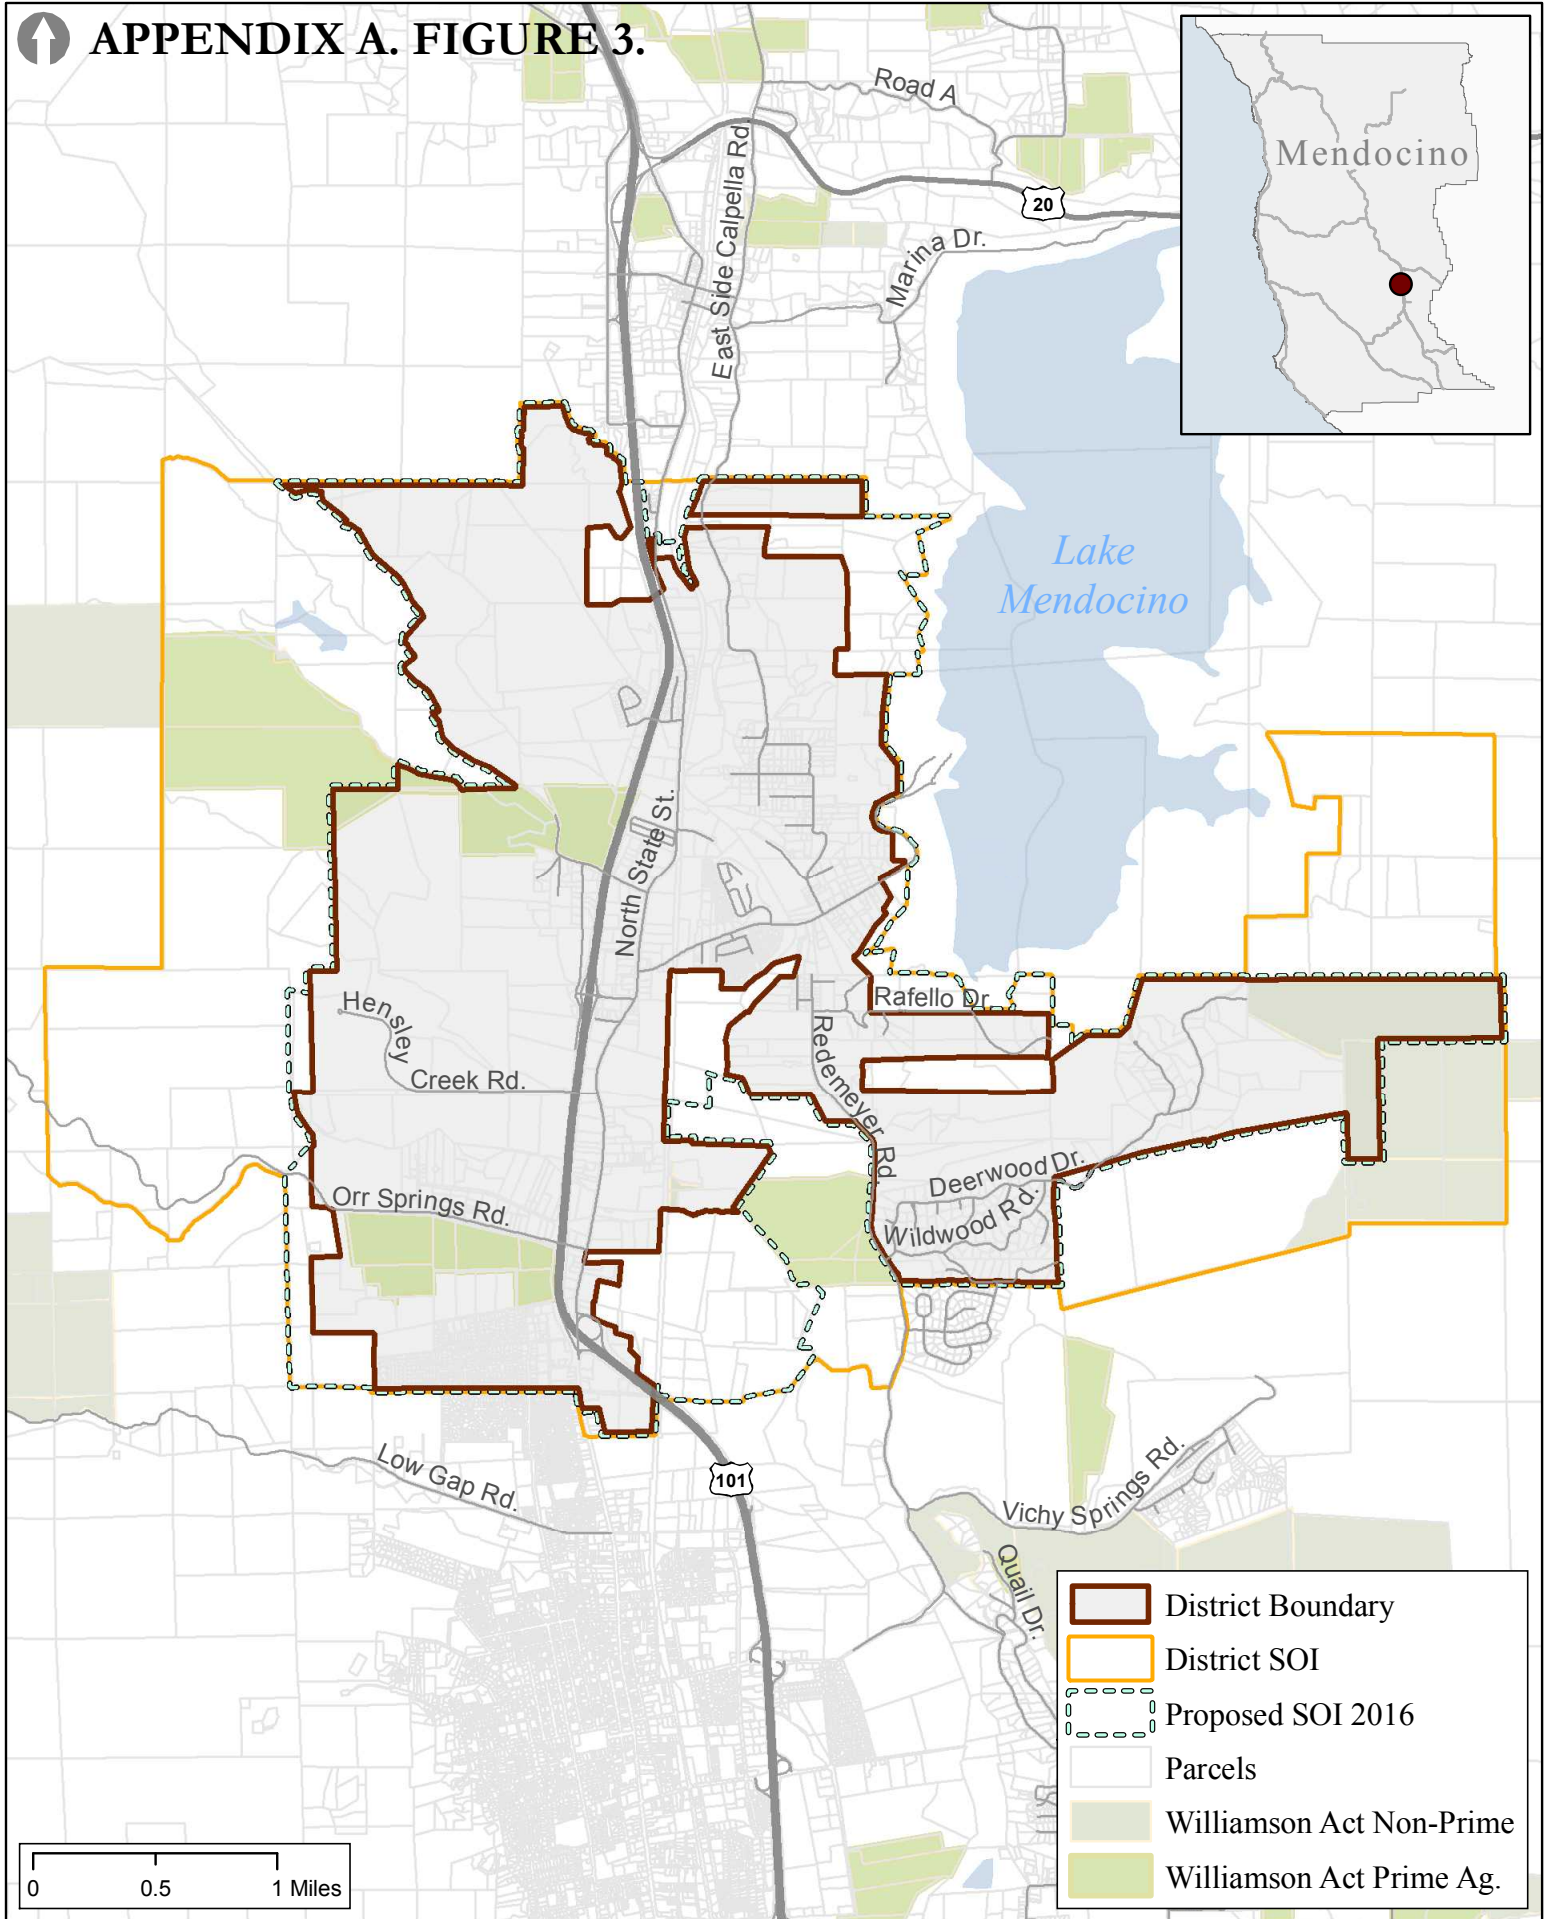 APPENDIX A. FIGURE 3.
Road A
Mendocino
20
East Side Calpella Rd
Marina Dr.
Lake
Mendocino
North State St.
Rafello Dr.
Hensley
Creek Rd.
Redemeyer Rd.
Deerwood Dr.
Orr Springs Rd.
Wildwood Rd.
Low Gap Rd.
101
Vichy Springs Rd.
Quail Dr.
District Boundary
District SOI
Proposed SOI 2016
Parcels
Williamson Act Non-Prime
Williamson Act Prime Ag.
0 0.5 1 Miles